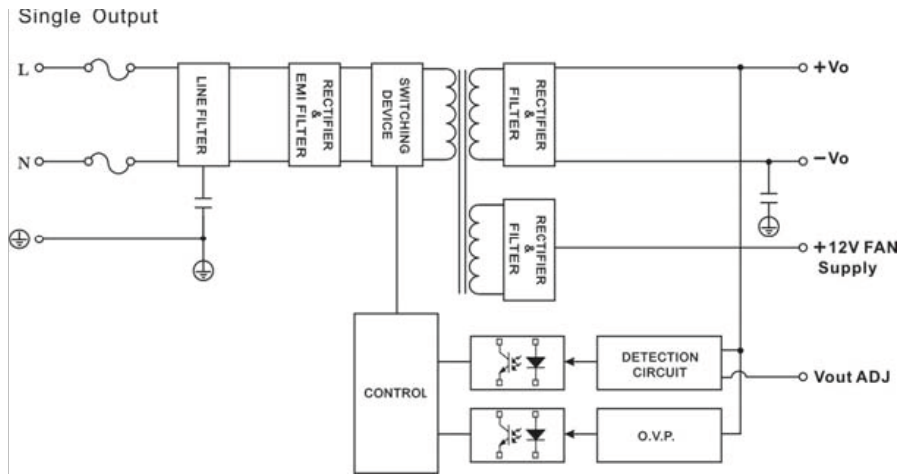 Single Output
L
N
LINE FILTER
RECTIFIER
&
EMI FILTER
SWITCHING
DEVICE
RECTIFIER
&
FILTER
+Vo
-Vo
RECTIFIER
&
FILTER
+12V FAN
Supply
CONTROL
DETECTION
CIRCUIT
Vout ADJ
O.V.P.